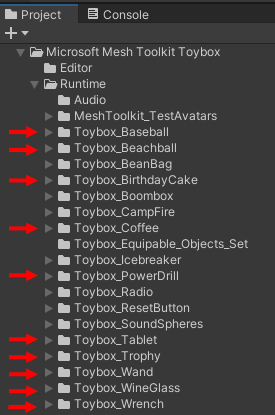 Project
Console
Microsoft Mesh Toolkit Toybox
Editor
Runtime
Audio
MeshToolkit_TestAvatars
Toybox_Baseball
Toybox_Beachball
Toybox_BeanBag
Toybox_BirthdayCake
Toybox_Boombox
Toybox_CampFire
Toybox_Coffee
Toybox_Equipable_Objects_Set
Toybox_Icebreaker
Toybox_PowerDrill
Toybox_Radio
Toybox_ResetButton
Toybox_SoundSpheres
Toybox_Tablet
Toybox_Trophy
Toybox_Wand
Toybox_WineGlass
Toybox_Wrench